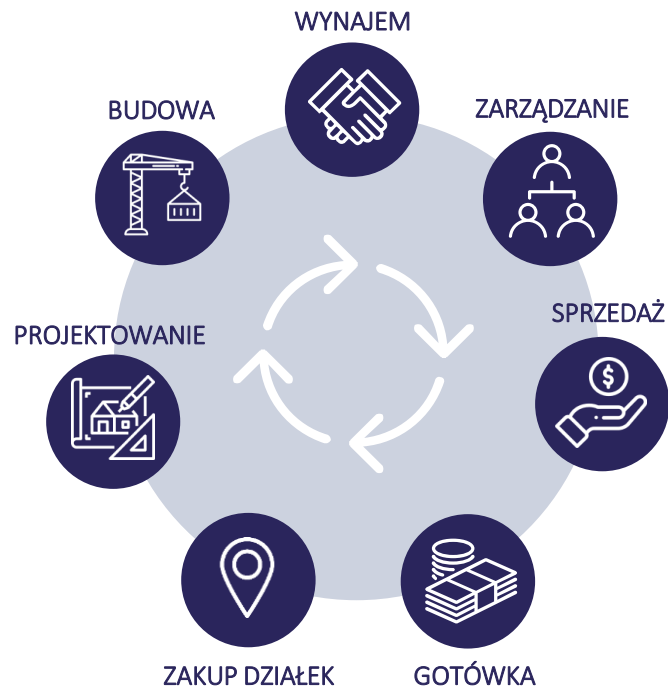 WYNAJEM
BUDOWA
ZARZĄDZANIE
SPRZEDAŻ
PROJEKTOWANIE
$
ZAKUP DZIAŁEK
GOTÓWKA